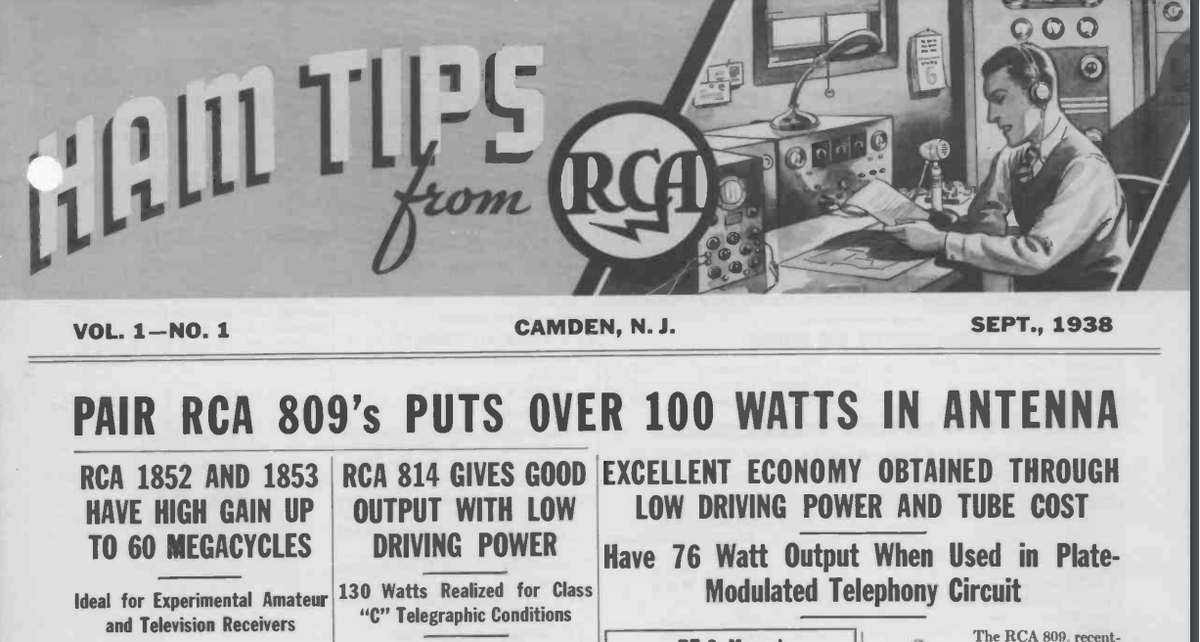 HAM TIPS
from
RCA
VOL. 1—NO. 1
CAMDEN, N. J.
SEPT., 1938
PAIR RCA 809's PUTS OVER 100 WATTS IN ANTENNA
RCA 1852 AND 1853
HAVE HIGH GAIN UP
TO 60 MEGACYCLES
Ideal for Experimental Amateur
and Television Receivers
RCA 814 GIVES GOOD
OUTPUT WITH LOW
DRIVING POWER
130 Watts Realized for Class
"C" Telegraphic Conditions
EXCELLENT ECONOMY OBTAINED THROUGH
LOW DRIVING POWER AND TUBE COST
Have 76 Watt Output When Used in Plate-
Modulated Telephony Circuit
The RCA 809, recent-